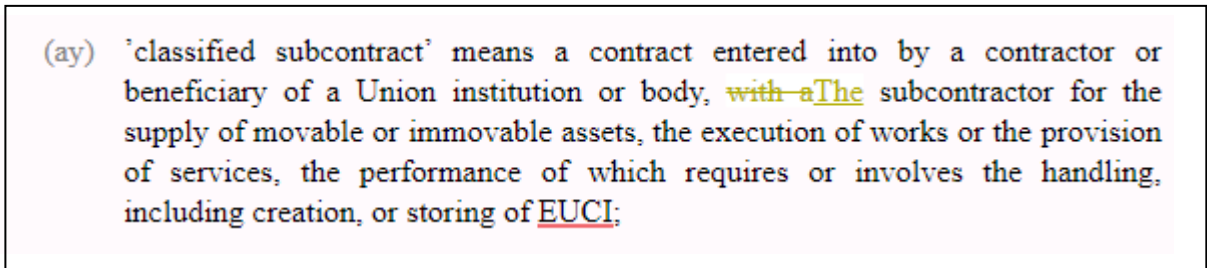 (ay) ’classified subcontract’ means a contract entered into by a contractor or
beneficiary of a Union institution or body, with aThe subcontractor for the
supply of movable or immovable assets, the execution of works or the provision
of services, the performance of which requires or involves the handling,
including creation, or storing of EUCI;